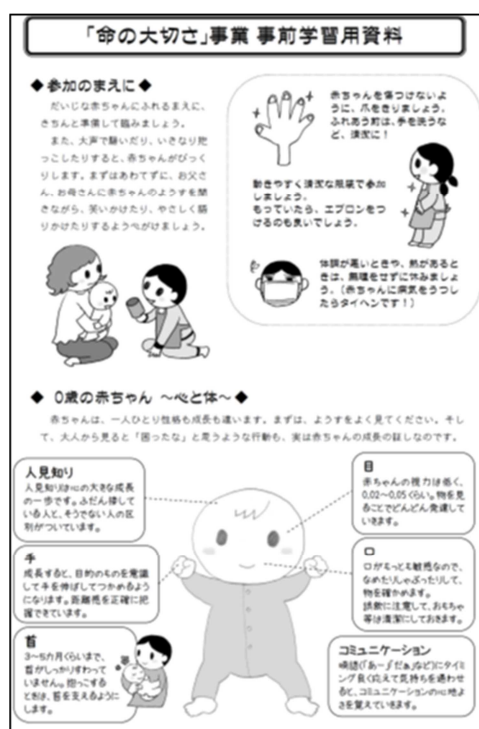 「命の大切さ」事業 事前学習用資料
◆参加のまえに◆
だいじな赤ちゃんにふれるまえに、
きちんと準備して臨みましょう。
また、大声で騒いだり、いきなり抱
っこしたりすると、赤ちゃんがびっく
りします。まずはあわてずに、お父さ
ん、お母さんに赤ちゃんのようすを聞
きながら、笑いかけたり、やさしく語
りかけたりするよう心がけましょう。
赤ちゃんを傷つけないよ
うに、爪をきりましょう。
ふれあう前は、手を洗うな
ど、清潔に!
動きやすく清潔な服装で参加
しましょう。
もっていたら、エプロンをつ
けるのも良いでしょう。
体調が悪いときや、熱があるとき
は、無理をせずに休みましょ
う。(赤ちゃんに病気をうつし
たらタイヘンです!)
◆ 0歳の赤ちゃん ~心と体~◆
赤ちゃんは、一人ひとり性格も成長も違います。まずは、ようすをよく見てください。そし
て、大人から見ると「困ったな」と思うような行動も、実は赤ちゃんの成長の証しなのです。
人見知り
人見知りは心の大きな成長
の一歩です。ふだん接して
いる人と、そうでない人の区
別がついています。
手
成長すると、目的のものを意識
して手を伸ばしてつかめるよう
になります。距離感を正確に把
握できています。
首
3~5カ月くらいまで、
首がしっかりすわって
いません。抱っこする
ときは、首を支えるように
します。
目
赤ちゃんの視力は低く、
0.02~0.05くらい。物を見
ることでどんどん発達して
いきます。
口
口がもっとも敏感なので、
なめたりしゃぶったりして、
物を確かめます。
誤飲に注意して、おもちゃ
等は清潔にしておきます。
コミュニケーション
喃語(「あー」「だぁ」など)にタイミ
ング良く応えて気持ちを通わせ
ると、コミュニケーションの心地よ
さを覚えていきます。